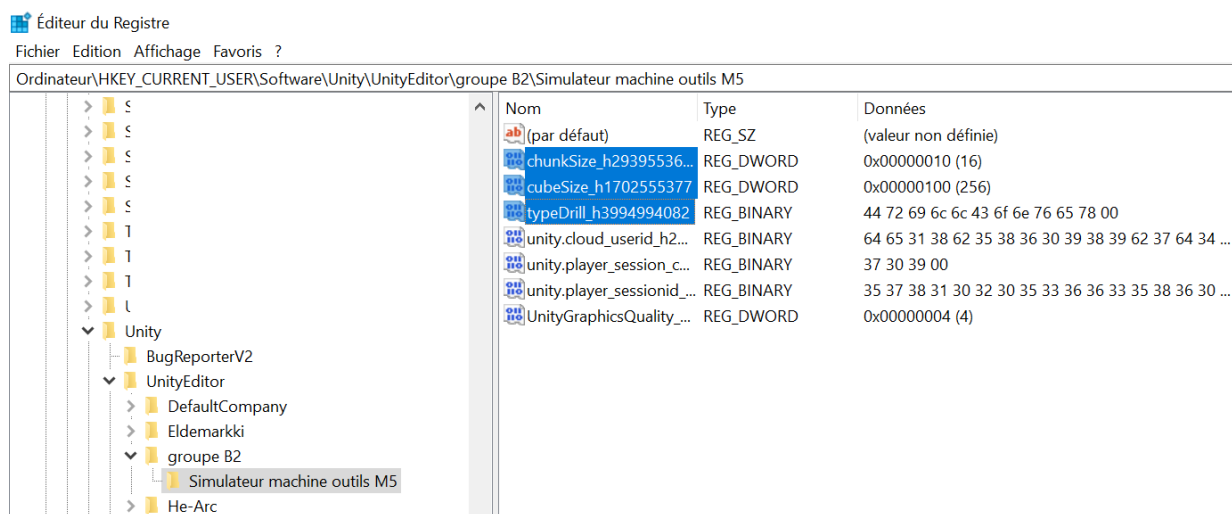 Éditeur du Registre
Fichier Edition Affichage Favoris ?
Ordinateur\HKEY_CURRENT_USER\Software\Unity\UnityEditor\groupe B2\Simulateur machine outils M5
S
S
S
S
S
T
T
T
U
Unity
BugReporterV2
UnityEditor
DefaultCompany
Eldemarkki
groupe B2
Simulateur machine outils M5
He-Arc
Nom Type Données
(par défaut) REG_SZ (valeur non définie)
chunkSize_h29395536... REG_DWORD 0x00000010 (16)
cubeSize_h1702555377 REG_DWORD 0x00000100 (256)
typeDrill_h3994994082 REG_BINARY 44 72 69 6c 6c 43 6f 6e 76 65 78 00
unity.cloud_userid_h2... REG_BINARY 64 65 31 38 62 35 38 36 30 39 38 39 62 37 64 34 ...
unity.player_session_c... REG_BINARY 37 30 39 00
unity.player_sessionid_... REG_BINARY 35 37 38 31 30 32 30 35 33 36 36 33 35 38 36 30 ...
UnityGraphicsQuality_... REG_DWORD 0x00000004 (4)